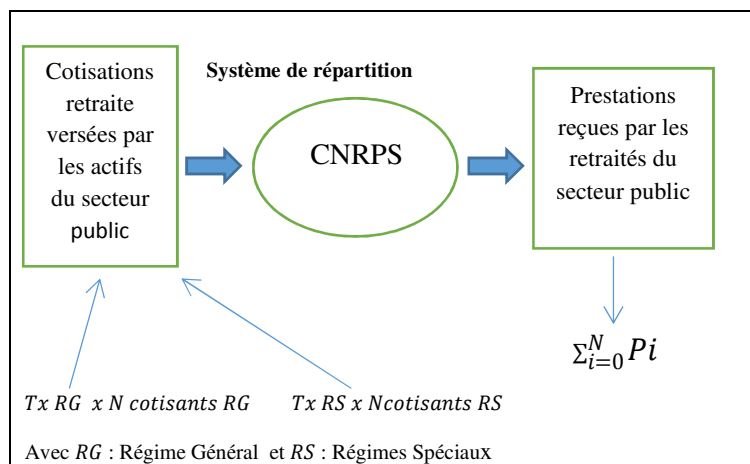 Cotisations
retraite
versées par
les actifs
du secteur
public
Système de répartition
CNRPS
Prestations
reçues par les
retraités du
secteur public
Σ_{i=0}^{N} Pi
Tx RG x N cotisants RG
Tx RS x Ncotisants RS
Avec RG : Régime Général et RS : Régimes Spéciaux